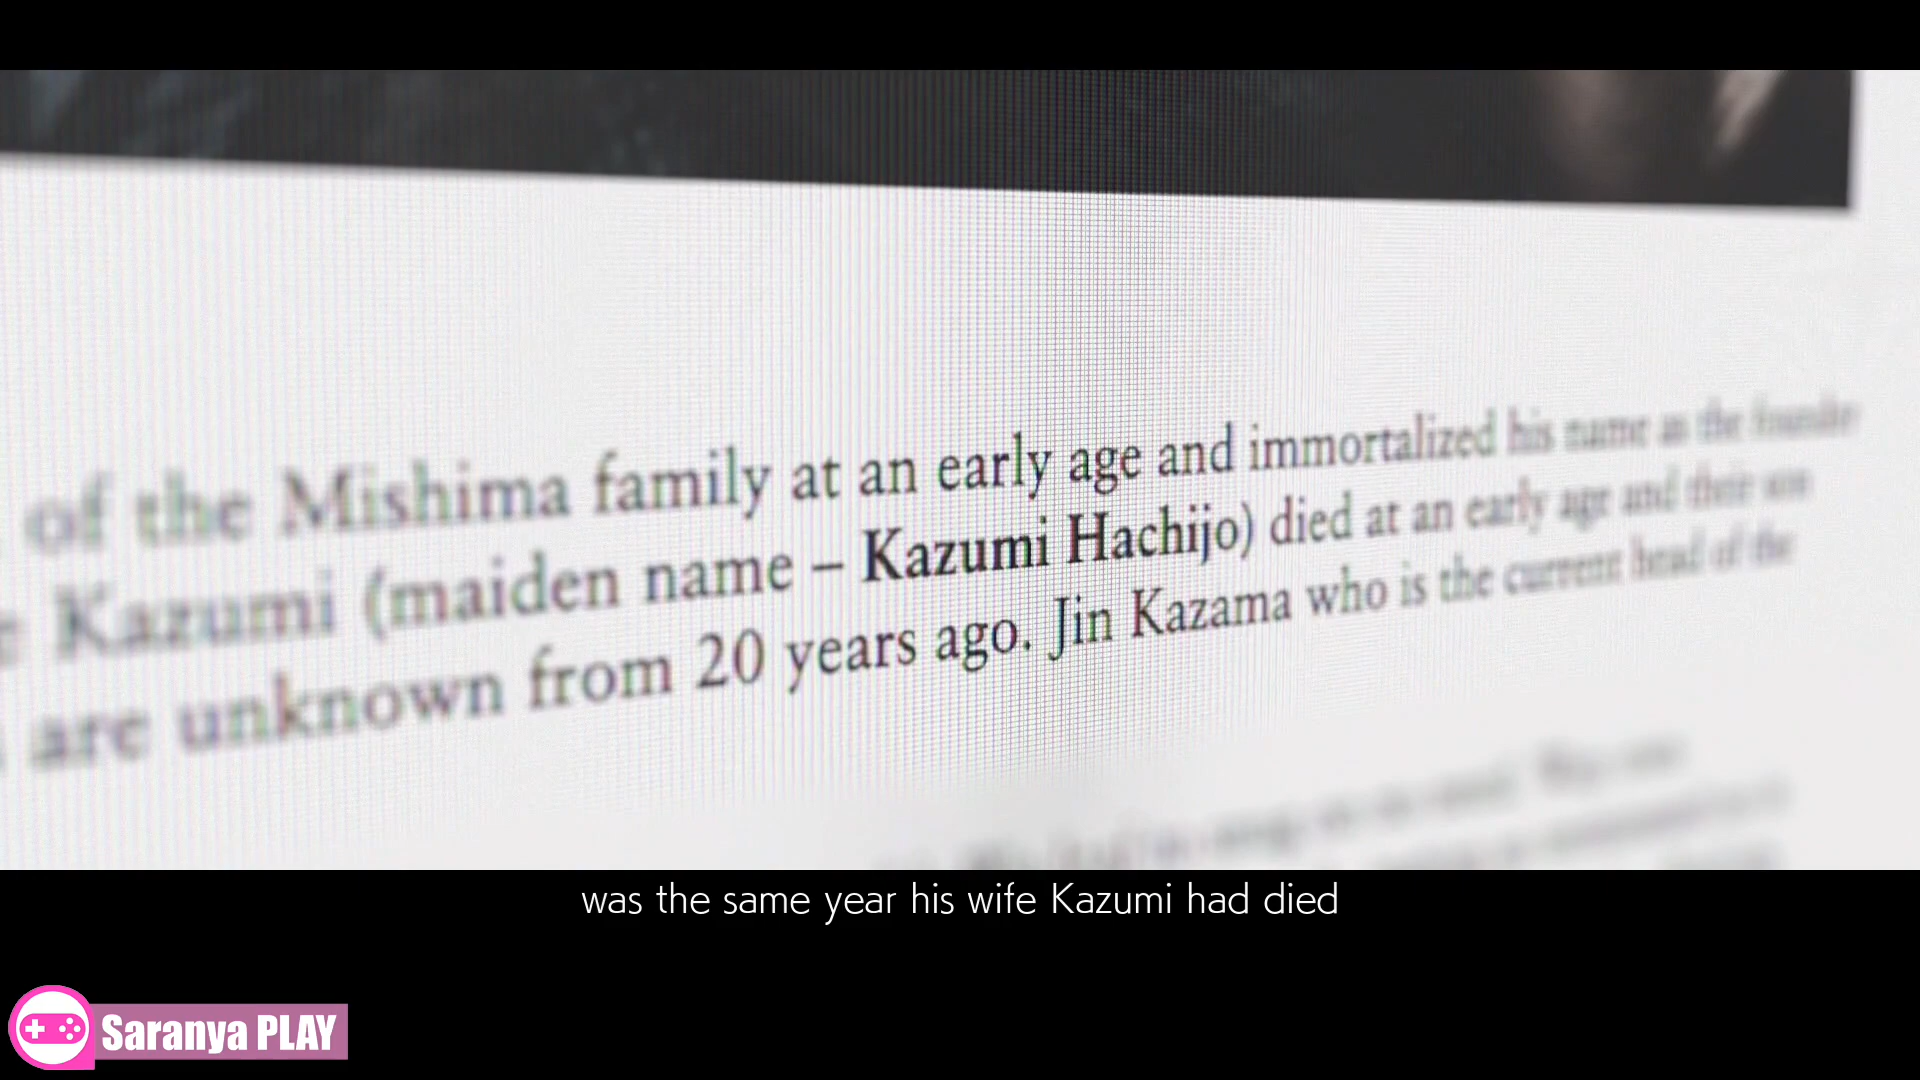 of the Mishima family at an early age and immortalized his name as the founder
Kazumi (maiden name – Kazumi Hachijo) died at an early age and their son
are unknown from 20 years ago. Jin Kazama who is the current head of the
was the same year his wife Kazumi had died
Saranya PLAY